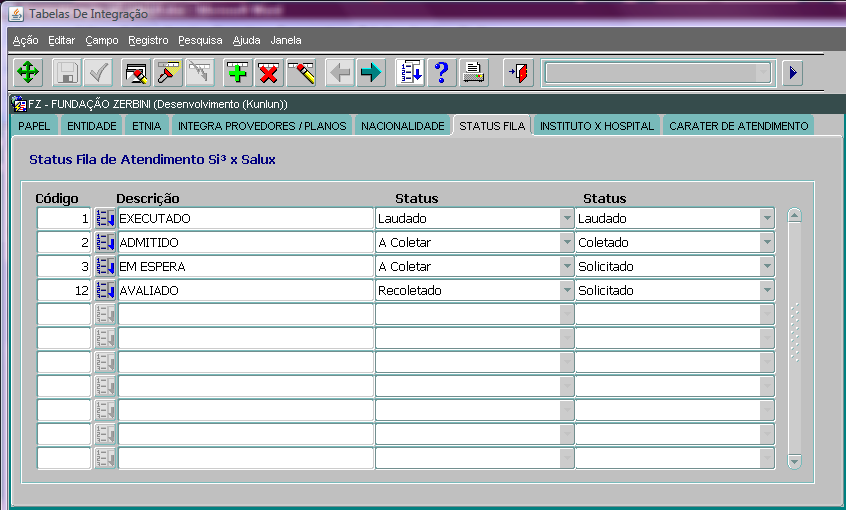 Tabelas De Integração
Ação Editar Campo Registro Pesquisa Ajuda Janela
FZ - FUNDAÇÃO ZERBINI (Desenvolvimento (Kunlun))
PAPEL ENTIDADE ETNIA INTEGRA PROVEDORES / PLANOS NACIONALIDADE STATUS FILA INSTITUTO X HOSPITAL CARATER DE ATENDIMENTO
Status Fila de Atendimento Si³ x Salux
Código Descrição Status Status
1 EXECUTADO Laudado Laudado
2 ADMITIDO A Coletar Coletado
3 EM ESPERA A Coletar Solicitado
12 AVALIADO Recoletado Solicitado